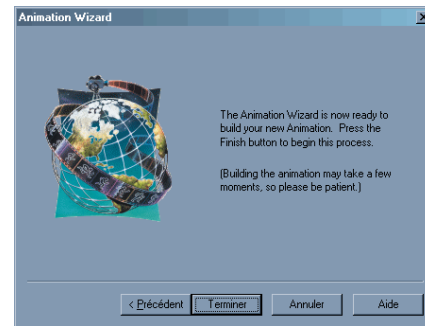 Animation Wizard
The Animation Wizard is now ready to
build your new Animation. Press the
Finish button to begin this process.
(Building the animation may take a few
moments, so please be patient.)
< Précédent
Terminer
Annuler
Aide